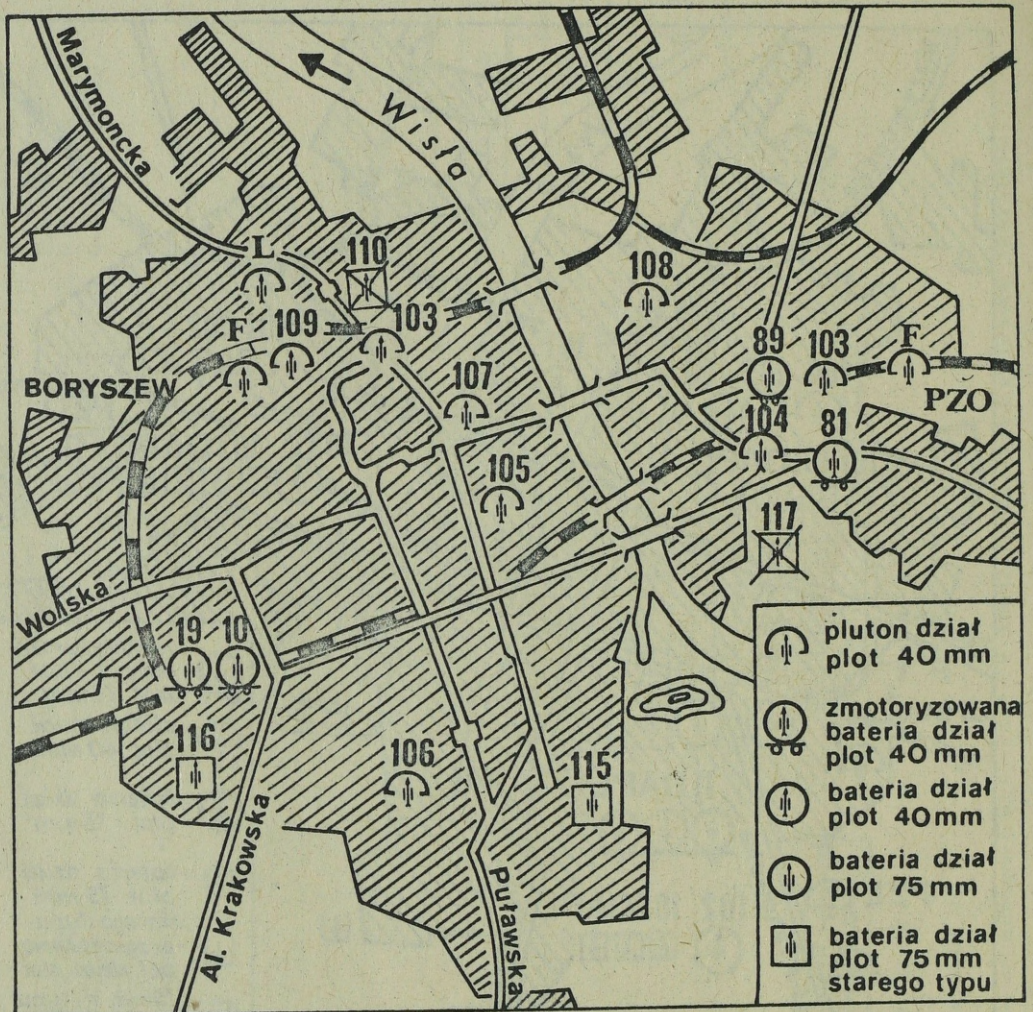 Marymoncka
Wisła
L
110
108
F
109
103
89
103
F
BORYSZEW
107
PZO
104
81
105
117
Wolska
19
10
116
106
115
Al. Krakowska
Puławska
pluton dział
plot 40 mm
zmotoryzowana
bateria dział
plot 40 mm
bateria dział
plot 40 mm
bateria dział
plot 75 mm
bateria dział
plot 75 mm
starego typu